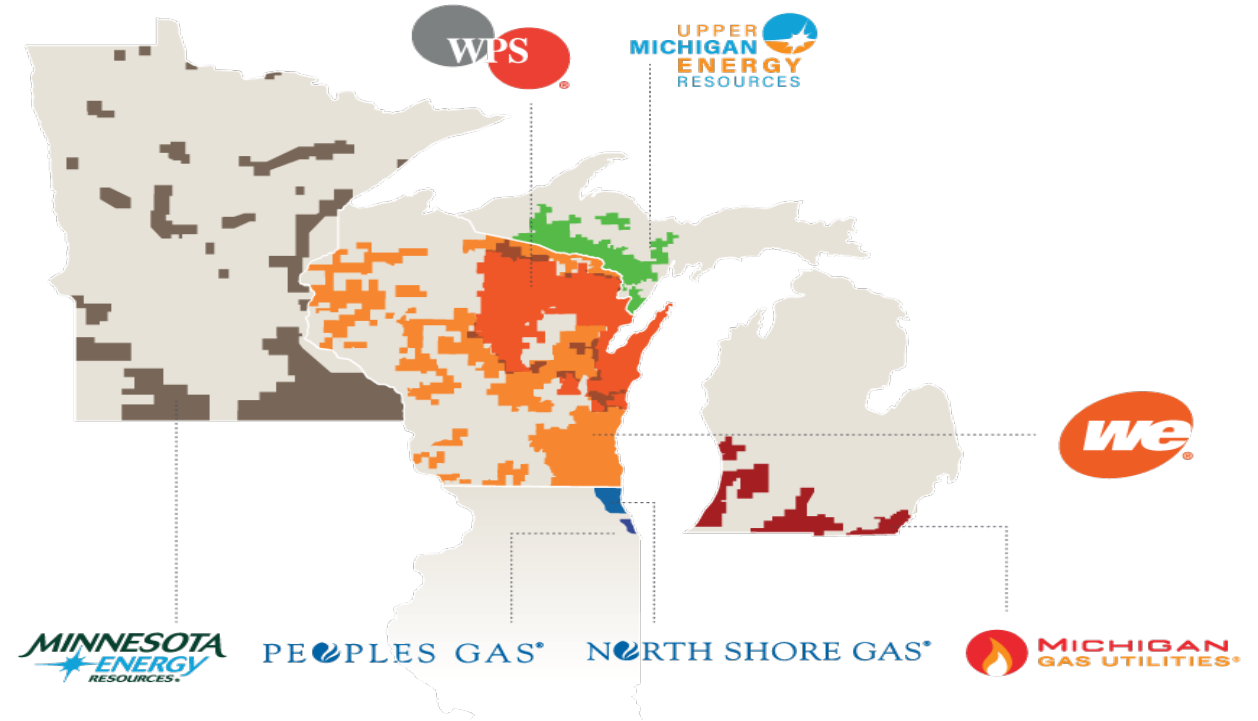 WPS®
UPPER
MICHIGAN
ENERGY
RESOURCES
we®
MINNESOTA
ENERGY
RESOURCES®
PEOPLES GAS®
NORTH SHORE GAS®
MICHIGAN
GAS UTILITIES®